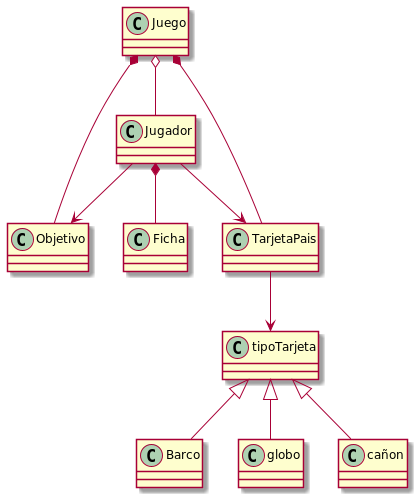 C Juego
C Jugador
C Objetivo
C Ficha
C TarjetaPais
C tipoTarjeta
C Barco
C globo
C cañon